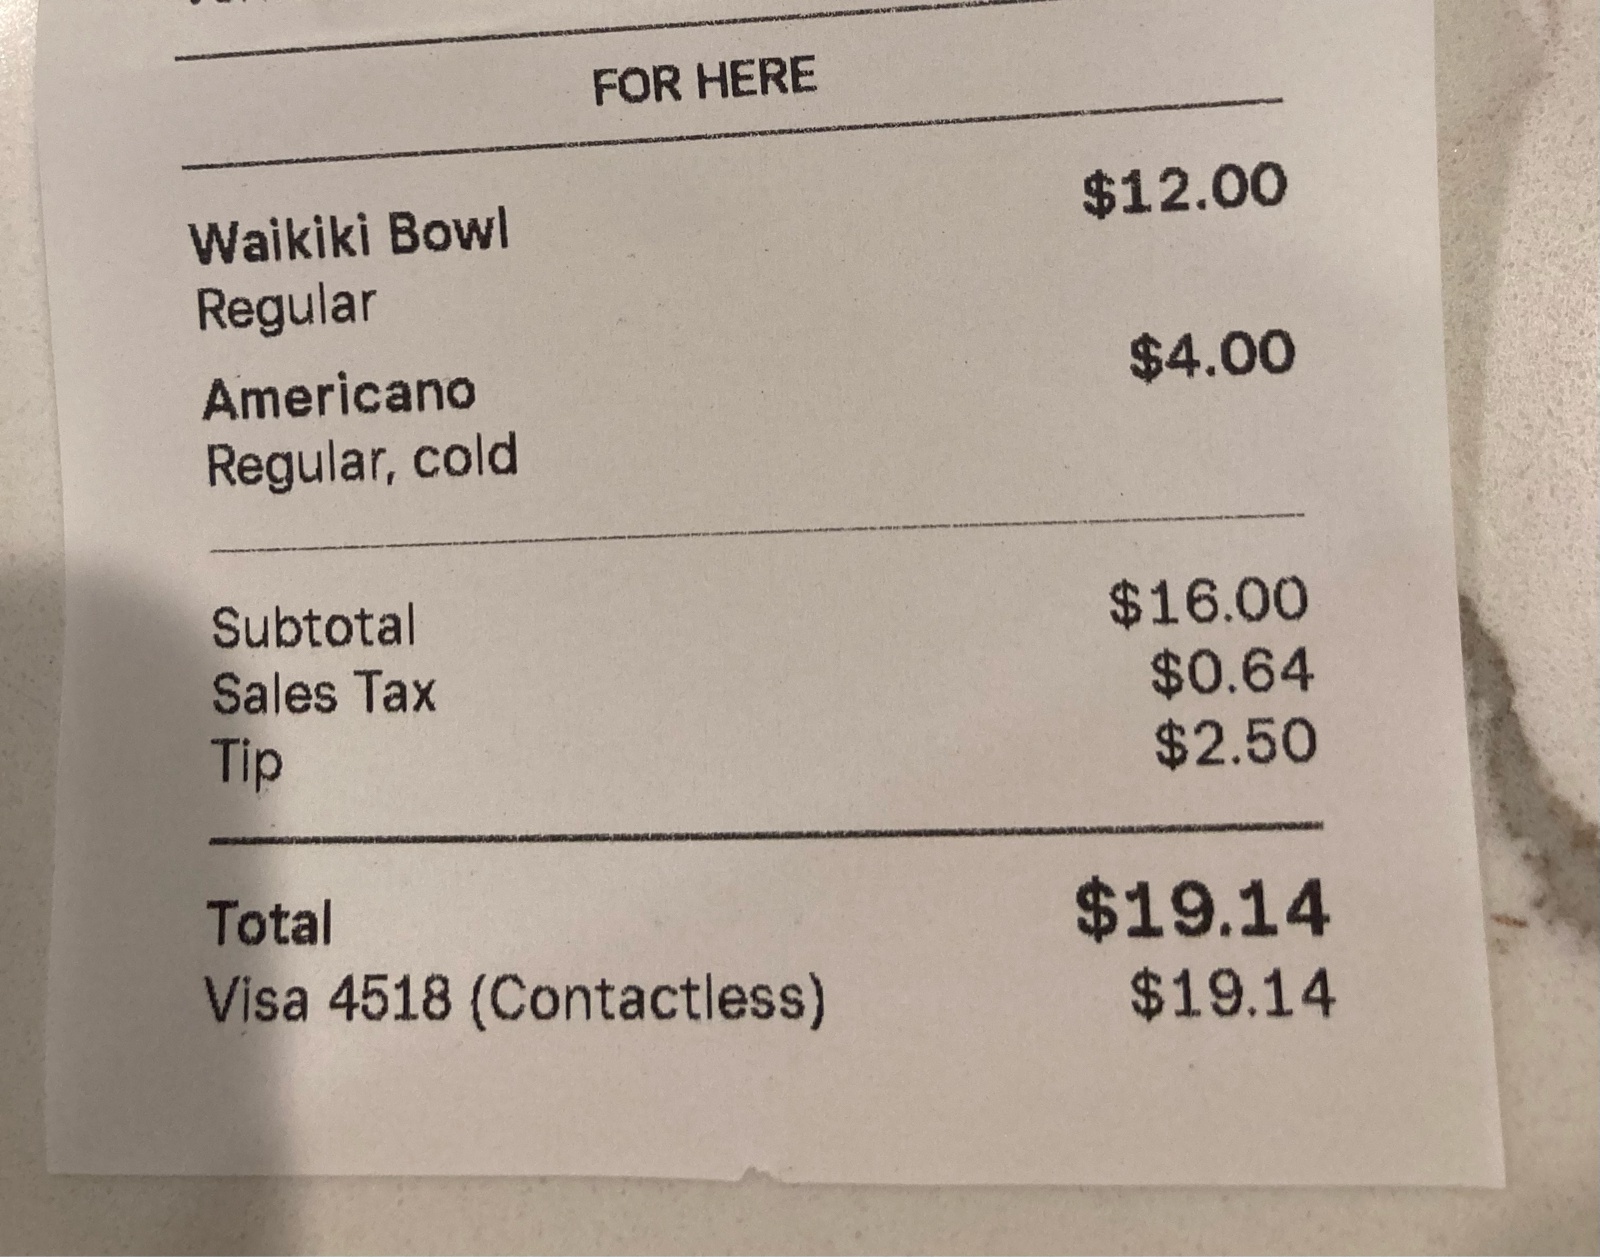 FOR HERE
Waikiki Bowl $12.00
Regular
Americano $4.00
Regular, cold
Subtotal $16.00
Sales Tax $0.64
Tip $2.50
Total $19.14
Visa 4518 (Contactless) $19.14